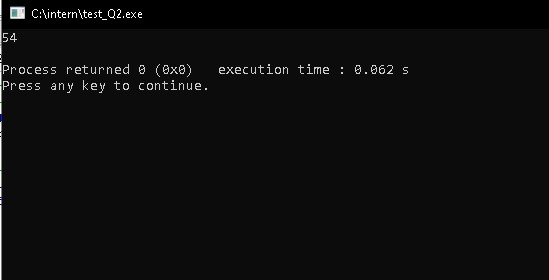 C:\intern\test_Q2.exe
54
Process returned 0 (0x0)   execution time : 0.062 s
Press any key to continue.